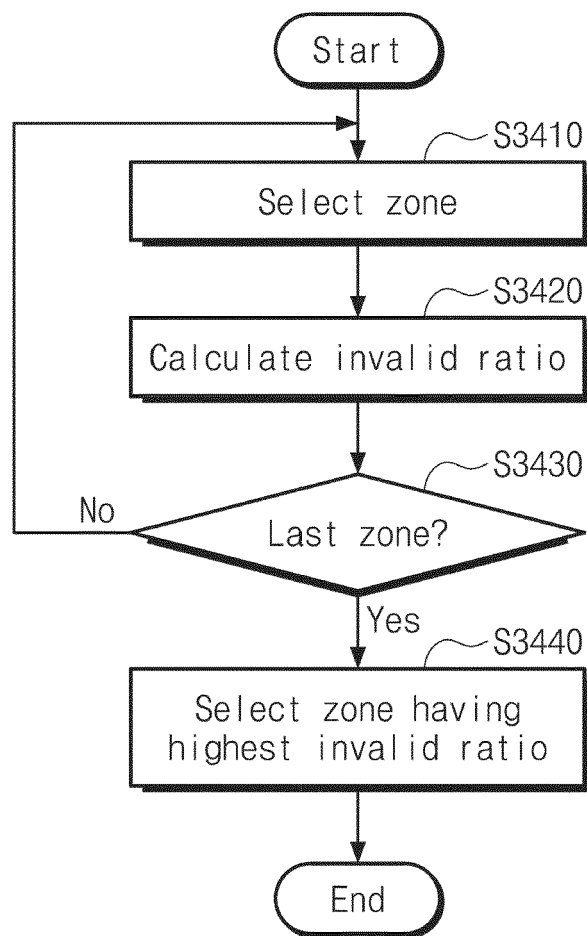 Start
S3410
Select zone
S3420
Calculate invalid ratio
S3430
Last zone?
No
Yes
S3440
Select zone having
highest invalid ratio
End